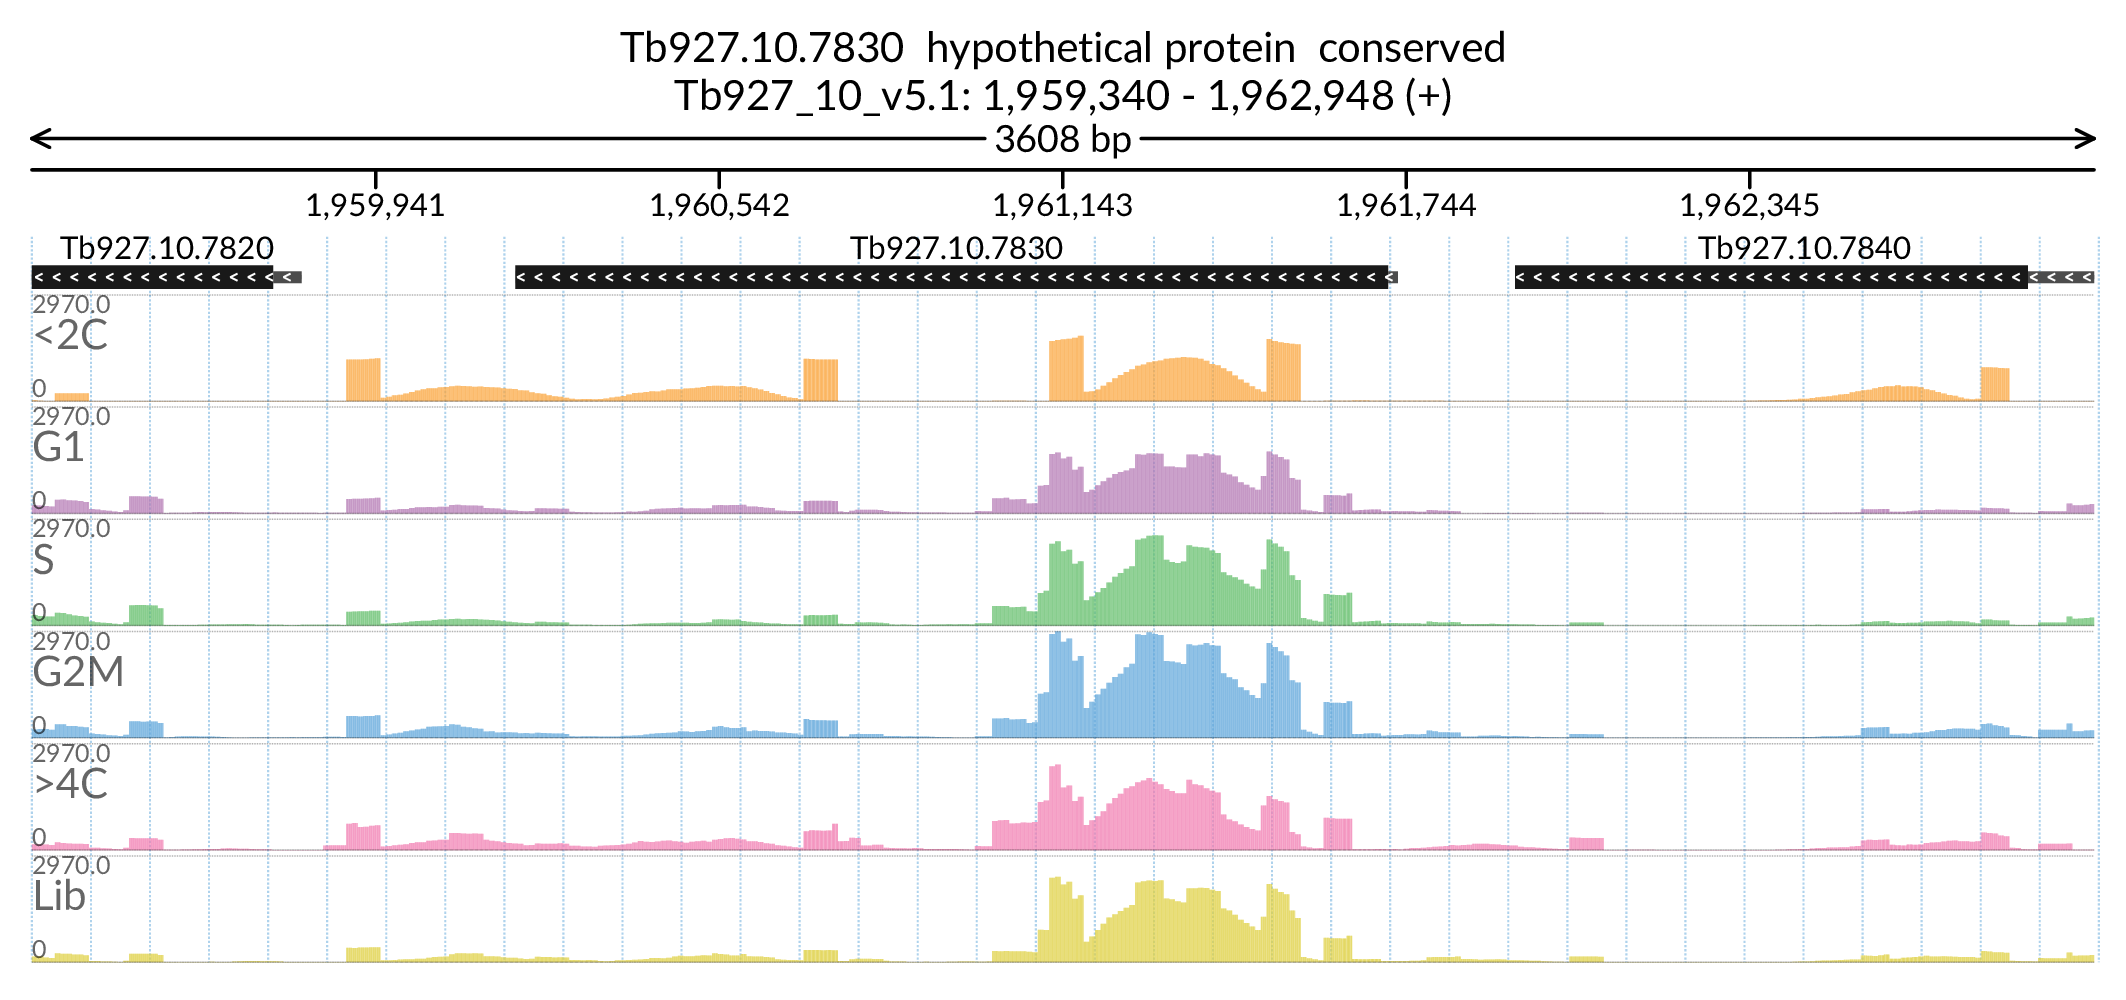 Tb927.10.7830  hypothetical protein  conserved
Tb927_10_v5.1: 1,959,340 - 1,962,948 (+)
3608 bp
1,959,941 1,960,542 1,961,143 1,961,744 1,962,345
Tb927.10.7820 Tb927.10.7830 Tb927.10.7840
2970.0
<2C
0
2970.0
G1
0
2970.0
S
0
2970.0
G2M
0
2970.0
>4C
0
2970.0
Lib
0